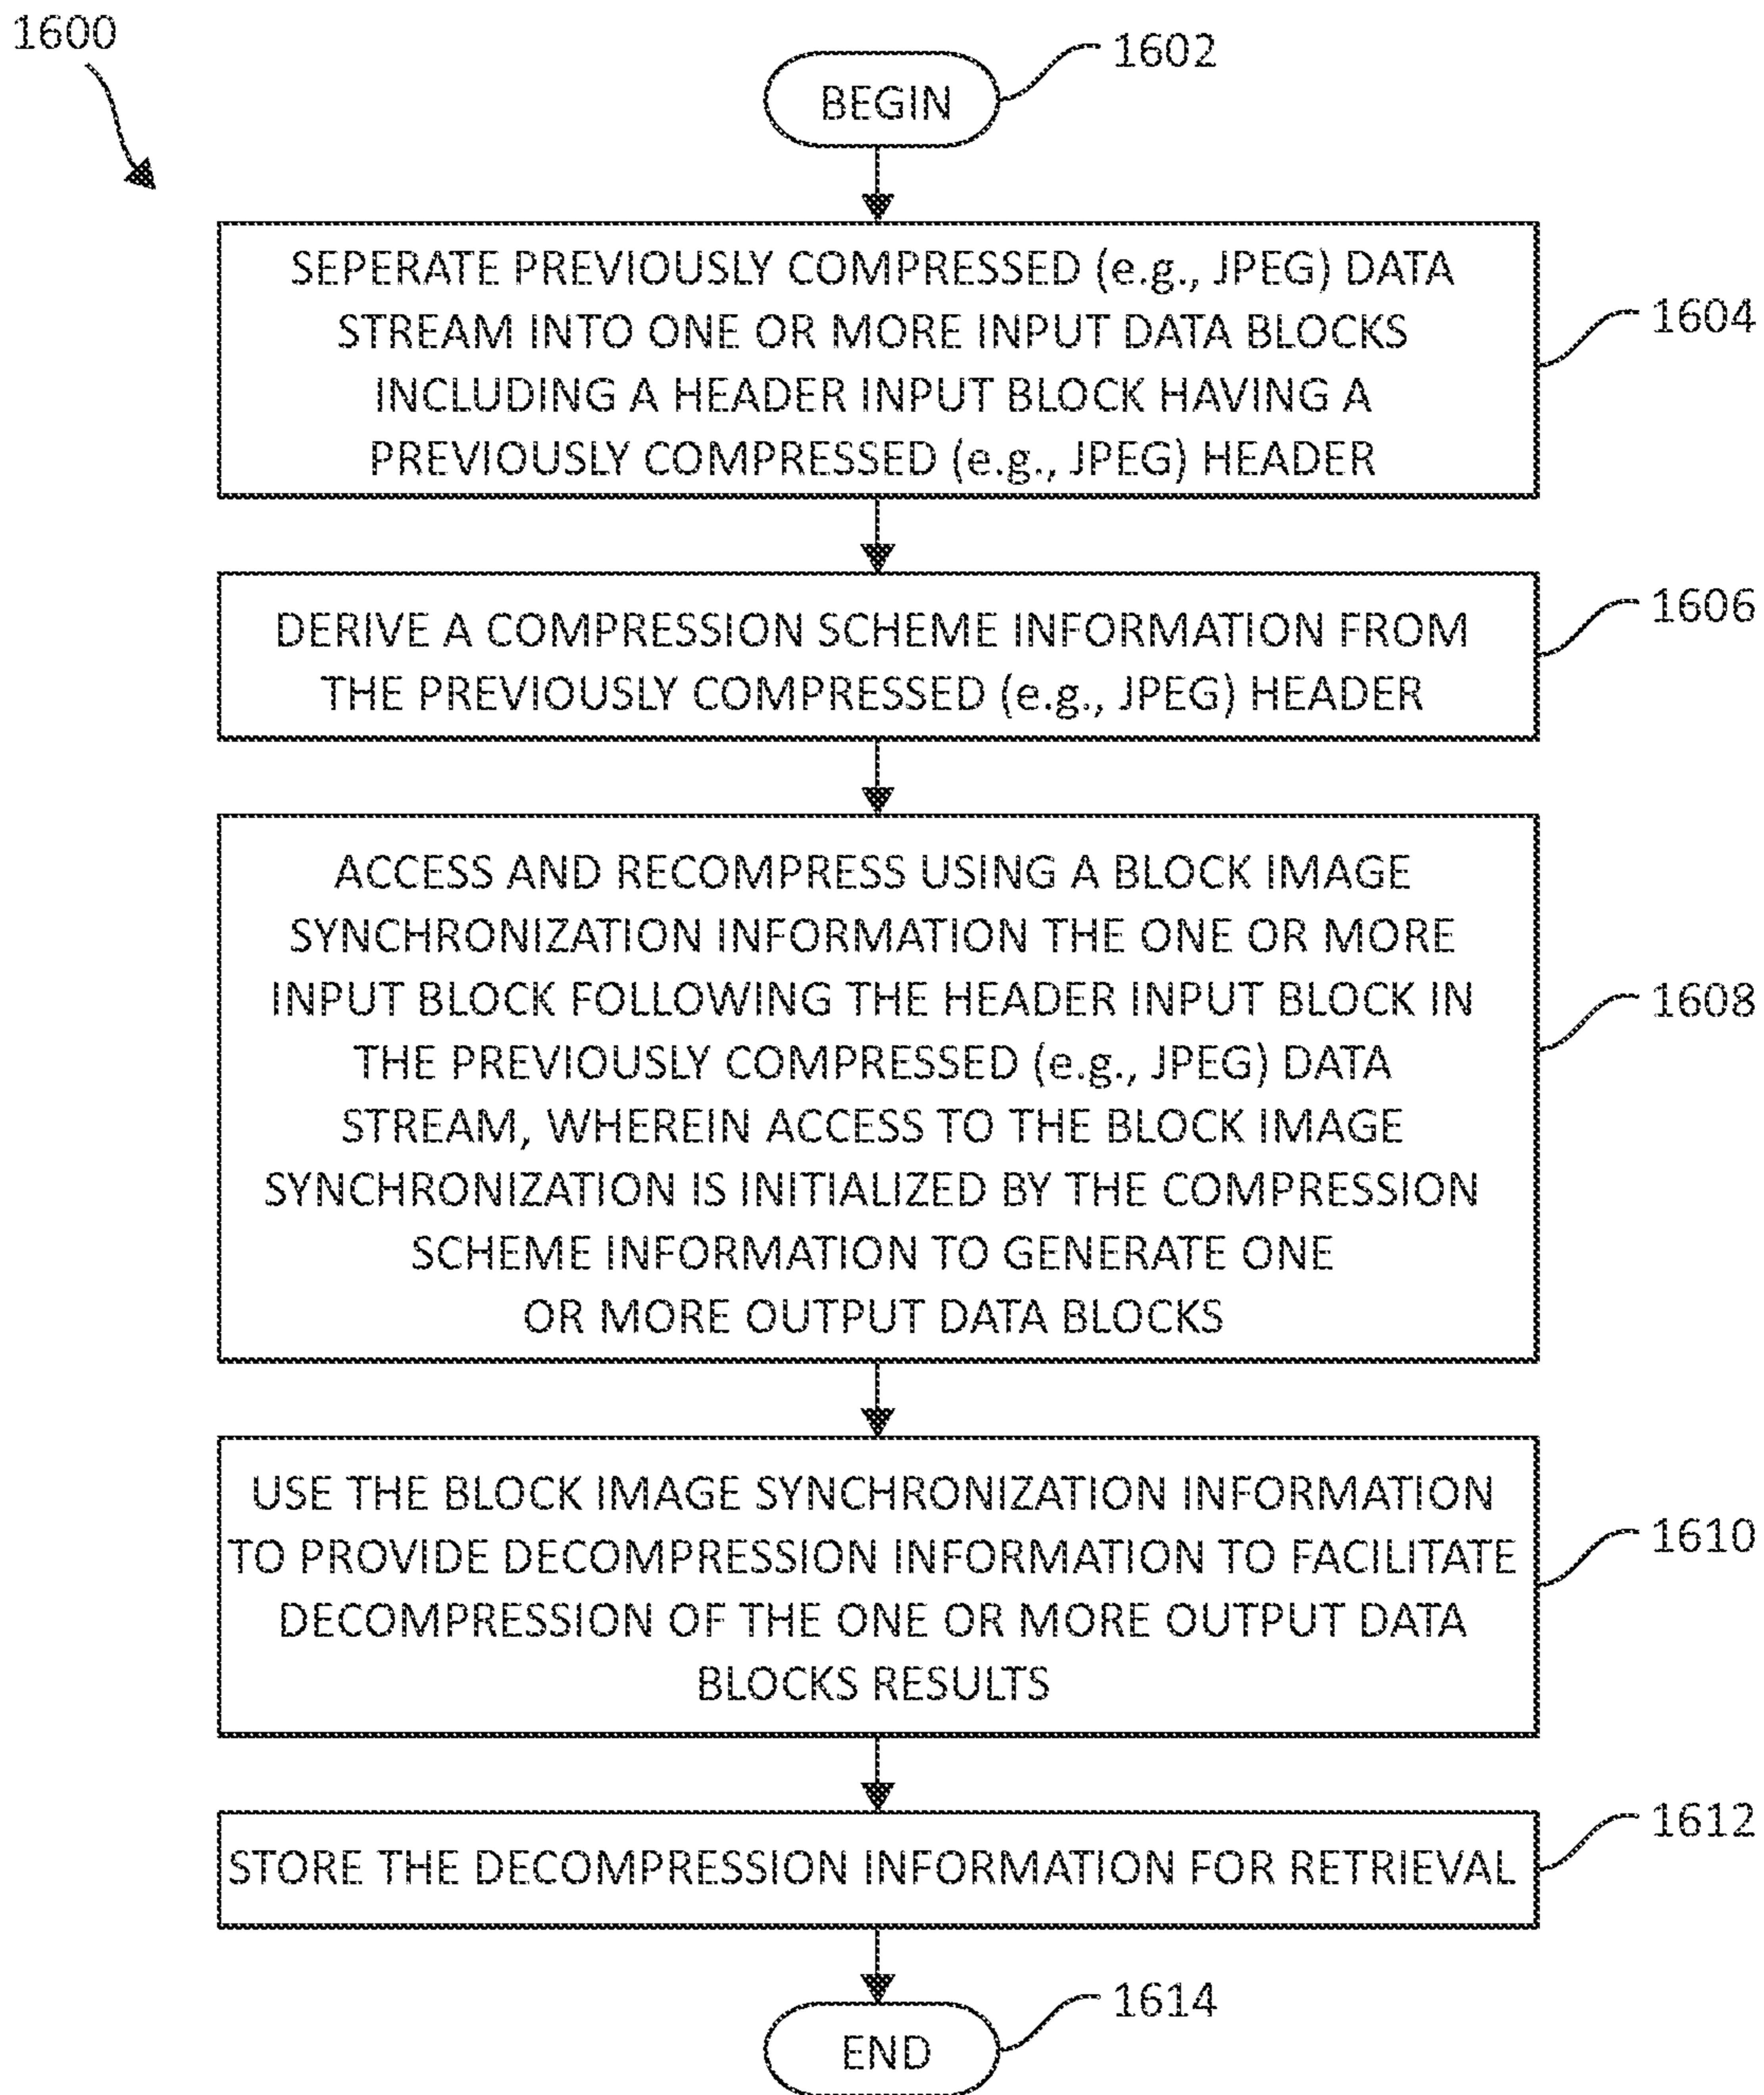 1600
1602
BEGIN
SEPERATE PREVIOUSLY COMPRESSED (e.g., JPEG) DATA
STREAM INTO ONE OR MORE INPUT DATA BLOCKS
INCLUDING A HEADER INPUT BLOCK HAVING A
PREVIOUSLY COMPRESSED (e.g., JPEG) HEADER
1604
DERIVE A COMPRESSION SCHEME INFORMATION FROM
THE PREVIOUSLY COMPRESSED (e.g., JPEG) HEADER
1606
ACCESS AND RECOMPRESS USING A BLOCK IMAGE
SYNCHRONIZATION INFORMATION THE ONE OR MORE
INPUT BLOCK FOLLOWING THE HEADER INPUT BLOCK IN
THE PREVIOUSLY COMPRESSED (e.g., JPEG) DATA
STREAM, WHEREIN ACCESS TO THE BLOCK IMAGE
SYNCHRONIZATION IS INITIALIZED BY THE COMPRESSION
SCHEME INFORMATION TO GENERATE ONE
OR MORE OUTPUT DATA BLOCKS
1608
USE THE BLOCK IMAGE SYNCHRONIZATION INFORMATION
TO PROVIDE DECOMPRESSION INFORMATION TO FACILITATE
DECOMPRESSION OF THE ONE OR MORE OUTPUT DATA
BLOCKS RESULTS
1610
STORE THE DECOMPRESSION INFORMATION FOR RETRIEVAL
1612
1614
END